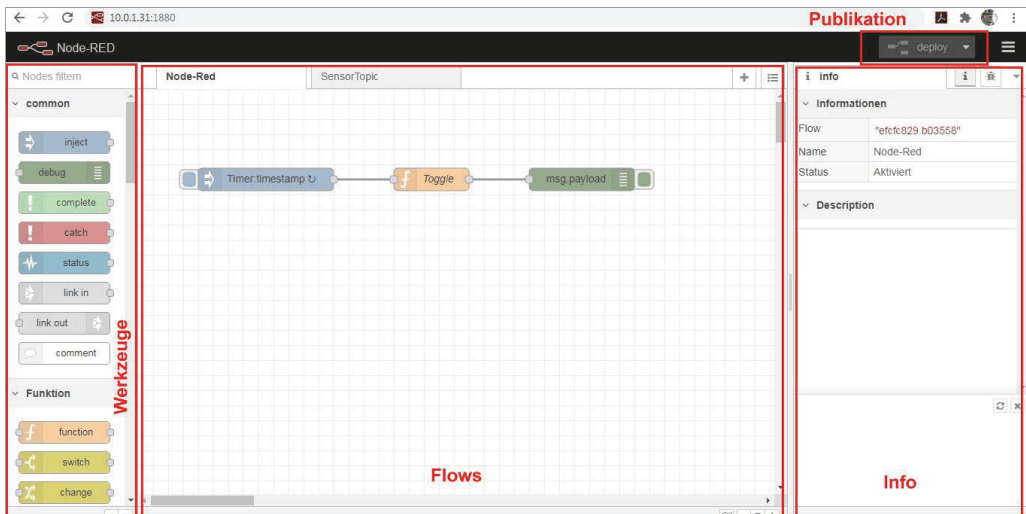 10.0.1.31:1880
Publikation
Node-RED
deploy
Nodes filtern
common
inject
debug
complete
catch
status
link in
link out
comment
Funktion
function
switch
change
Werkzeuge
Node-Red
SensorTopic
Timer:timestamp ↻
Toggle
msg.payload
Flows
i info
i
Informationen
Flow "efcfc829.b03558"
Name Node-Red
Status Aktiviert
Description
Info